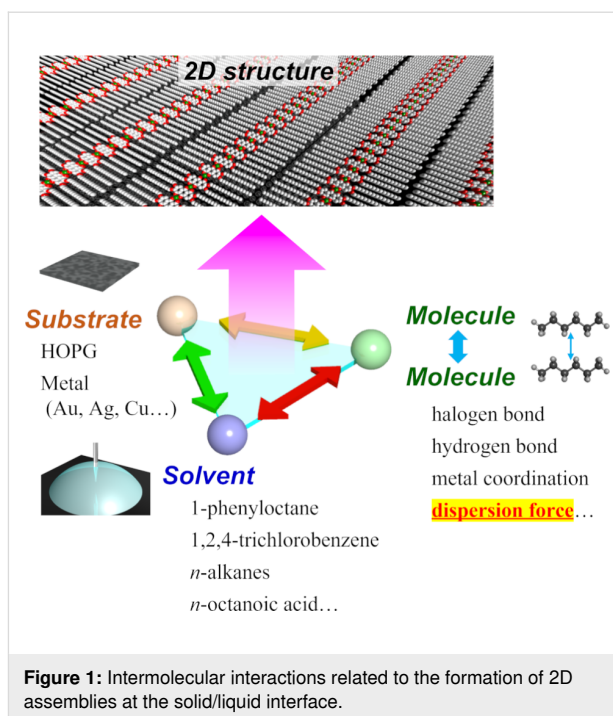 2D structure
Substrate
HOPG
Metal
(Au, Ag, Cu…)
Solvent
1-phenyloctane
1,2,4-trichlorobenzene
n-alkanes
n-octanoic acid…
Molecule
Molecule
halogen bond
hydrogen bond
metal coordination
dispersion force…
Figure 1: Intermolecular interactions related to the formation of 2D
assemblies at the solid/liquid interface.